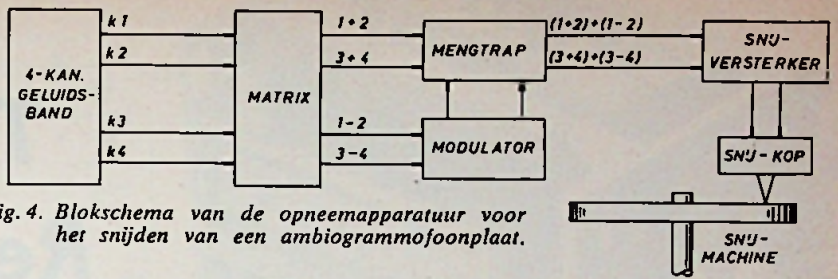 k1
k2
k3
k4
4-KAN.
GELUIDS-
BAND
MATRIX
1+2
3+4
1-2
3-4
MENGTRAP
MODULATOR
(1+2)+(1-2)
(3+4)+(3-4)
SNIJ-
VERSTERKER
SNIJ-KOP
SNIJ-
MACHINE
ig. 4. Blokschema van de opneemapparatuur voor
het snijden van een ambiogrammofoonplaat.